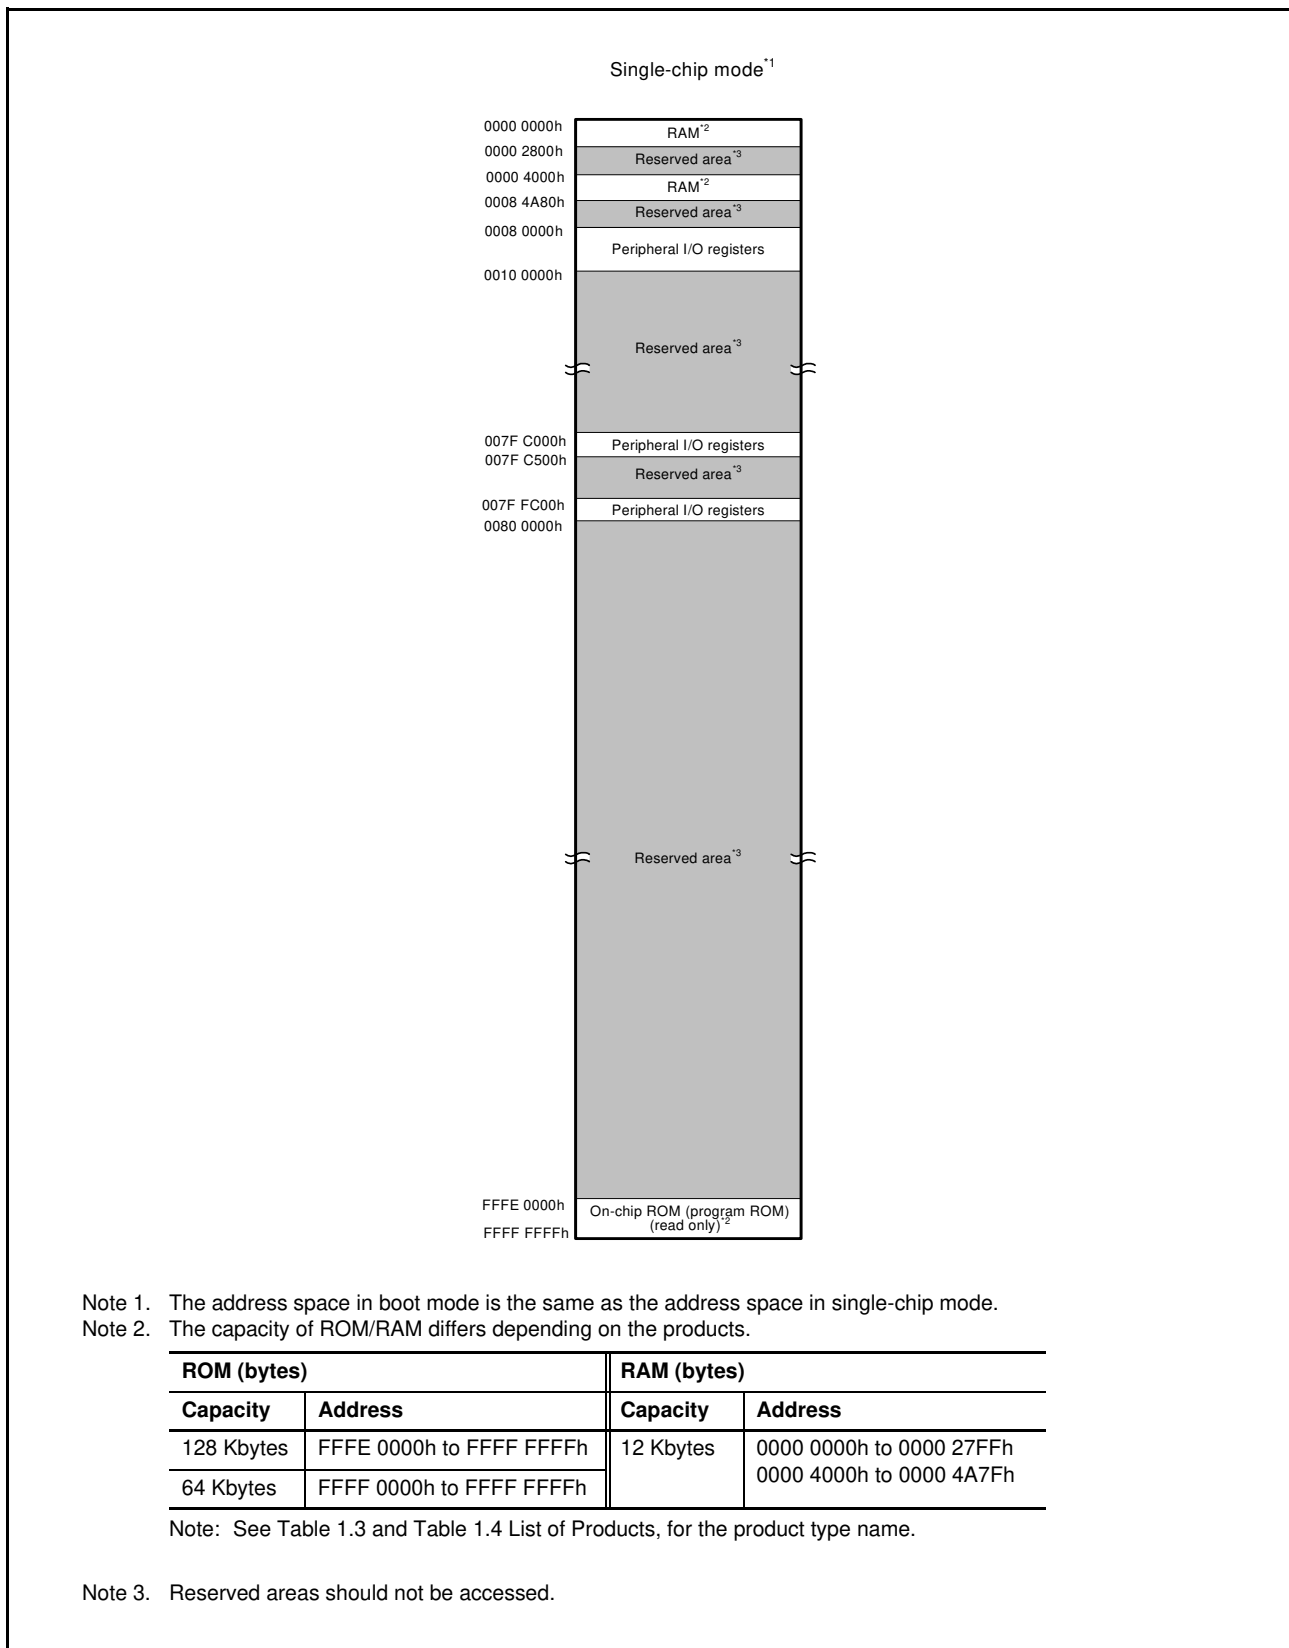 Single-chip mode*1
0000 0000h
RAM*2
0000 2800h
Reserved area*3
0000 4000h
RAM*2
0008 4A80h
Reserved area*3
0008 0000h
Peripheral I/O registers
0010 0000h
Reserved area*3
007F C000h
Peripheral I/O registers
007F C500h
Reserved area*3
007F FC00h
Peripheral I/O registers
0080 0000h
Reserved area*3
FFFE 0000h
On-chip ROM (program ROM)
(read only)*2
FFFF FFFFh
Note 1. The address space in boot mode is the same as the address space in single-chip mode.
Note 2. The capacity of ROM/RAM differs depending on the products.
ROM (bytes) RAM (bytes)
Capacity Address Capacity Address
128 Kbytes FFFE 0000h to FFFF FFFFh 12 Kbytes 0000 0000h to 0000 27FFh
0000 4000h to 0000 4A7Fh
64 Kbytes FFFF 0000h to FFFF FFFFh
Note: See Table 1.3 and Table 1.4 List of Products, for the product type name.
Note 3. Reserved areas should not be accessed.